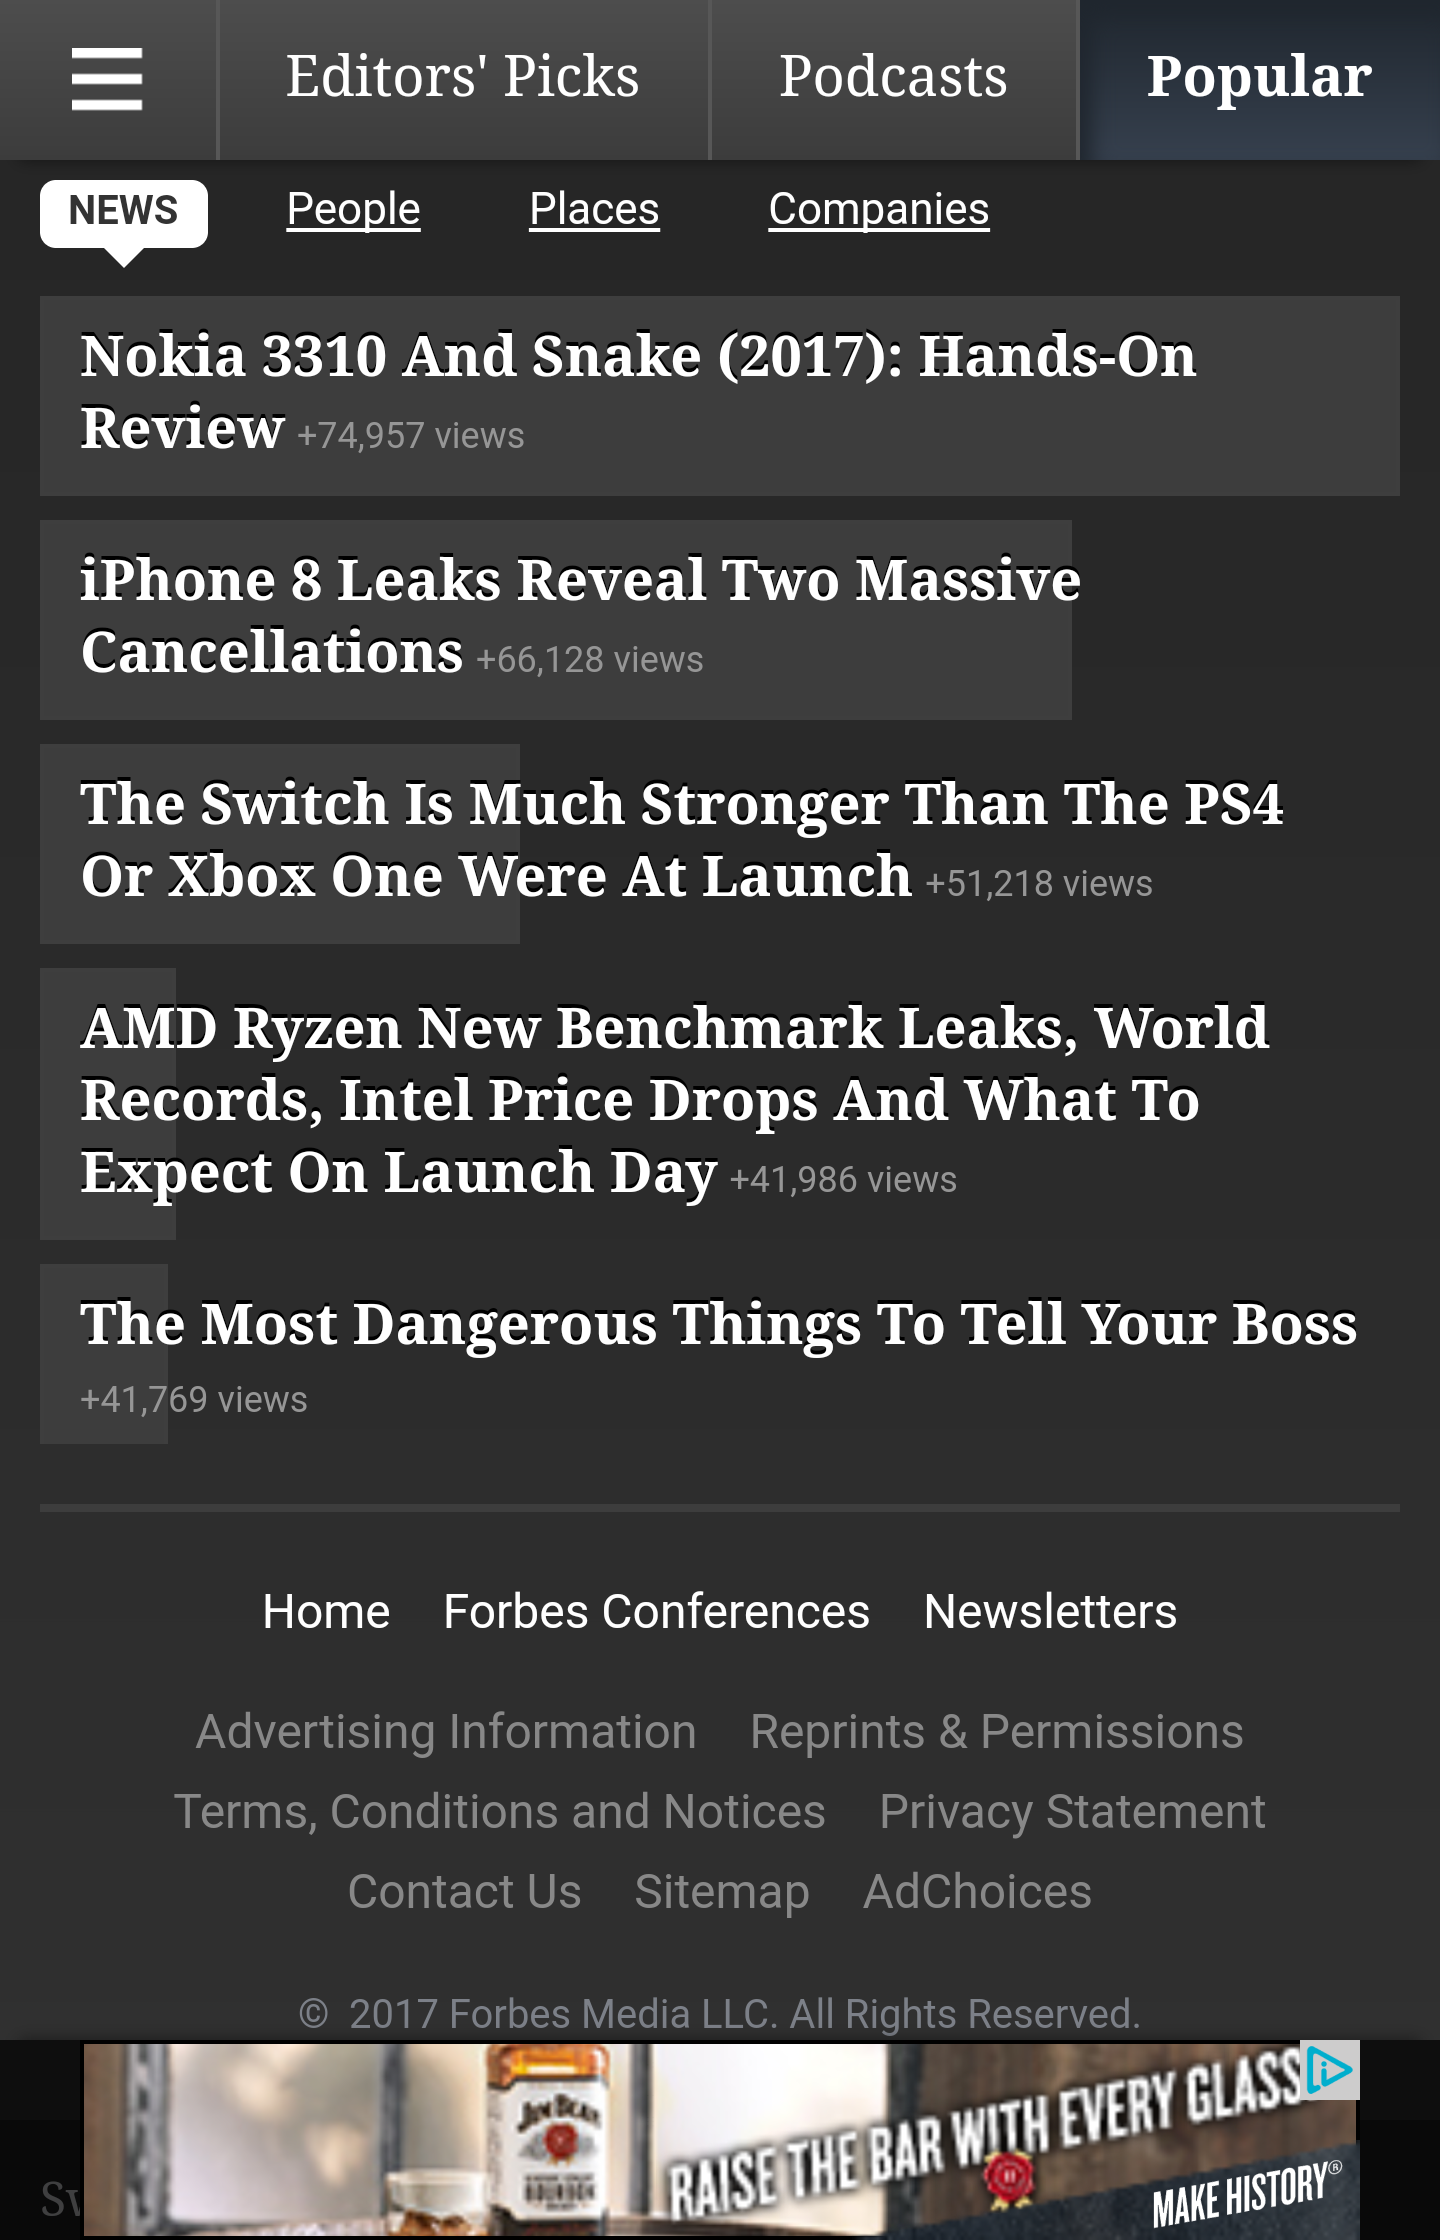 Editors' Picks Podcasts Popular
NEWS People Places Companies
Nokia 3310 And Snake (2017): Hands-On
Review +74,957 views
iPhone 8 Leaks Reveal Two Massive
Cancellations +66,128 views
The Switch Is Much Stronger Than The PS4
Or Xbox One Were At Launch +51,218 views
AMD Ryzen New Benchmark Leaks, World
Records, Intel Price Drops And What To
Expect On Launch Day +41,986 views
The Most Dangerous Things To Tell Your Boss
+41,769 views
Home Forbes Conferences Newsletters
Advertising Information Reprints & Permissions
Terms, Conditions and Notices Privacy Statement
Contact Us Sitemap AdChoices
© 2017 Forbes Media LLC. All Rights Reserved.
JIM BEAM
BOURBON
RAISE THE BAR WITH EVERY GLASS
MAKE HISTORY®